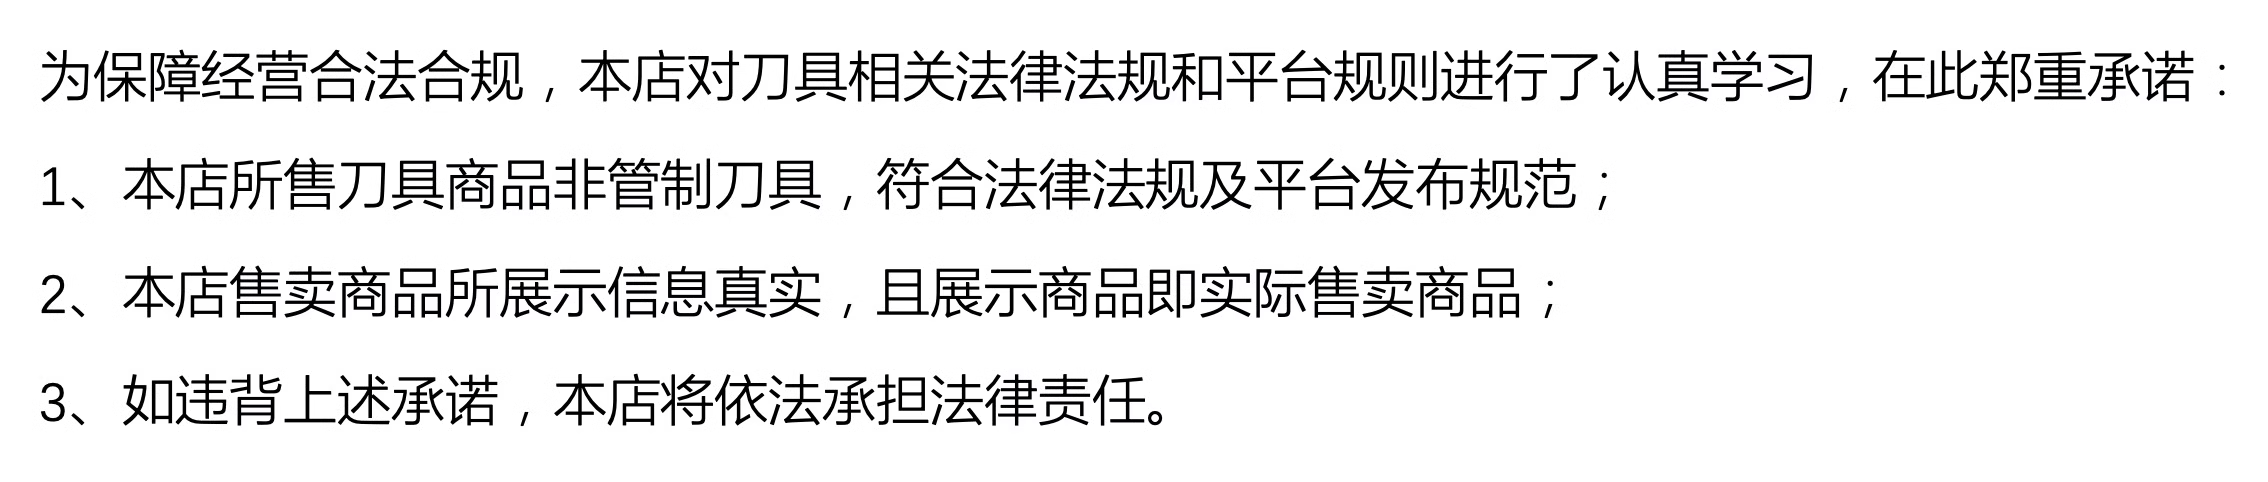 为保障经营合法合规，本店对刀具相关法律法规和平台规则进行了认真学习，在此郑重承诺：
1、本店所售刀具商品非管制刀具，符合法律法规及平台发布规范；
2、本店售卖商品所展示信息真实，且展示商品即实际售卖商品；
3、如违背上述承诺，本店将依法承担法律责任。